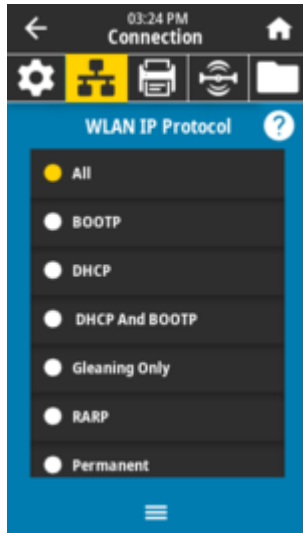 03:24 PM
Connection
WLAN IP Protocol
?
All
BOOTP
DHCP
DHCP And BOOTP
Gleaning Only
RARP
Permanent